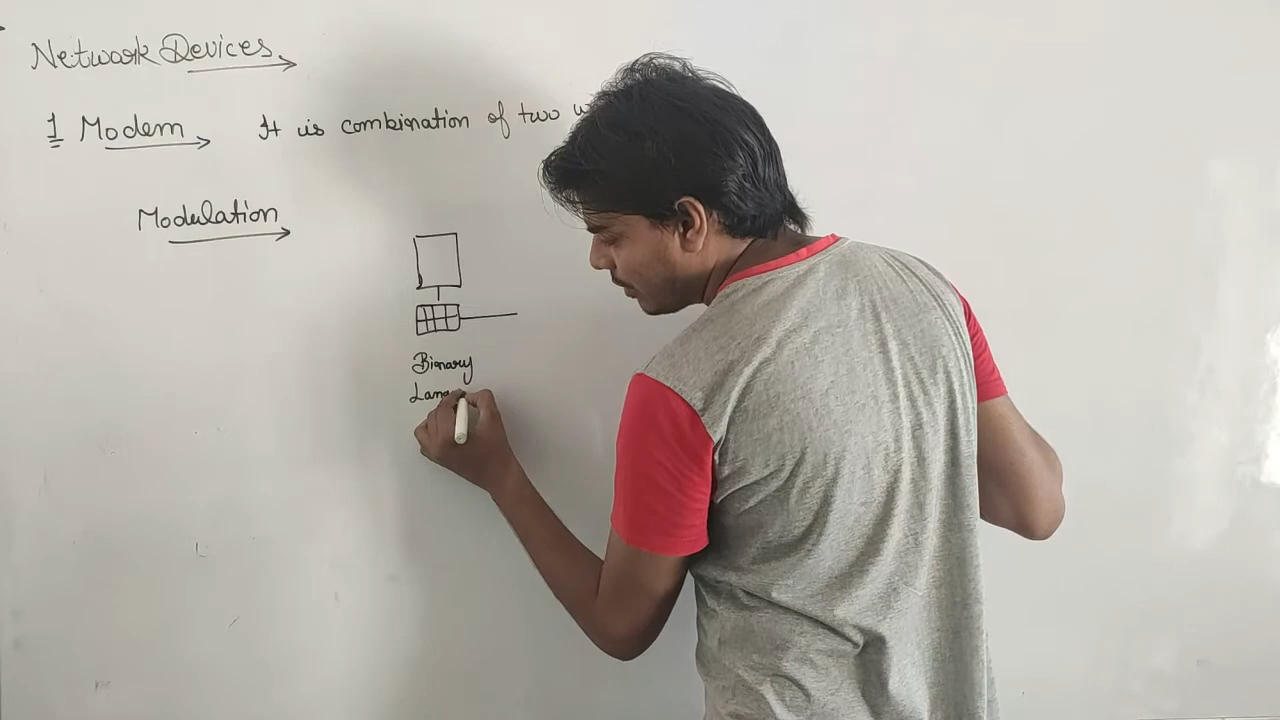 Network Devices
1 Modem It is combination of two
Modulation
Binary